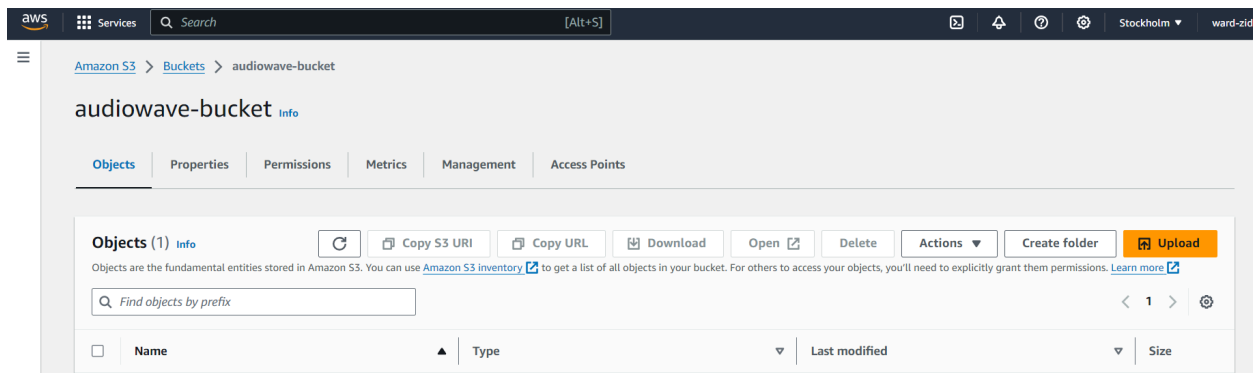 aws Services Search [Alt+S] Stockholm ward-zid
Amazon S3 Buckets audiowave-bucket
audiowave-bucket Info
Objects Properties Permissions Metrics Management Access Points
Objects (1) Info Copy S3 URI Copy URL Download Open Delete Actions Create folder Upload
Objects are the fundamental entities stored in Amazon S3. You can use Amazon S3 inventory to get a list of all objects in your bucket. For others to access your objects, you'll need to explicitly grant them permissions. Learn more
Find objects by prefix 1
Name Type Last modified Size